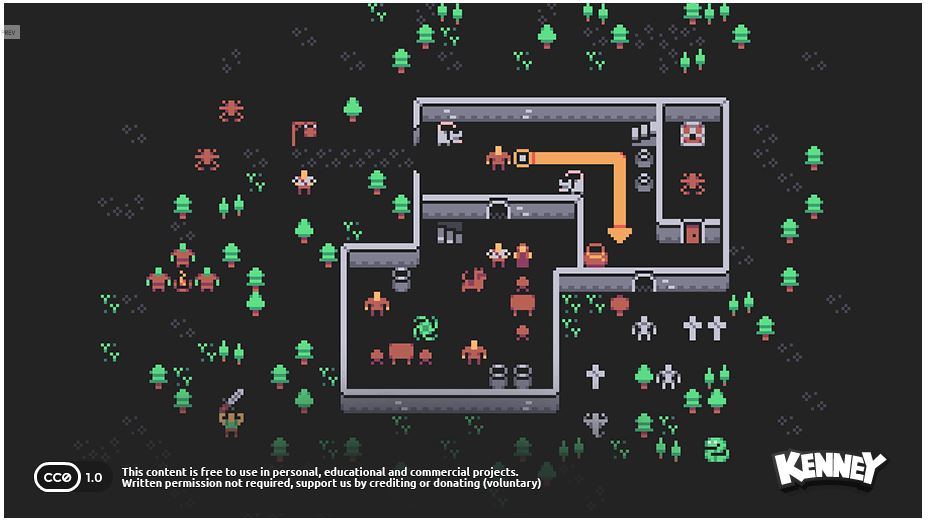 PREV
CC0 1.0
This content is free to use in personal, educational and commercial projects.
Written permission not required, support us by crediting or donating (voluntary)
KENNEY